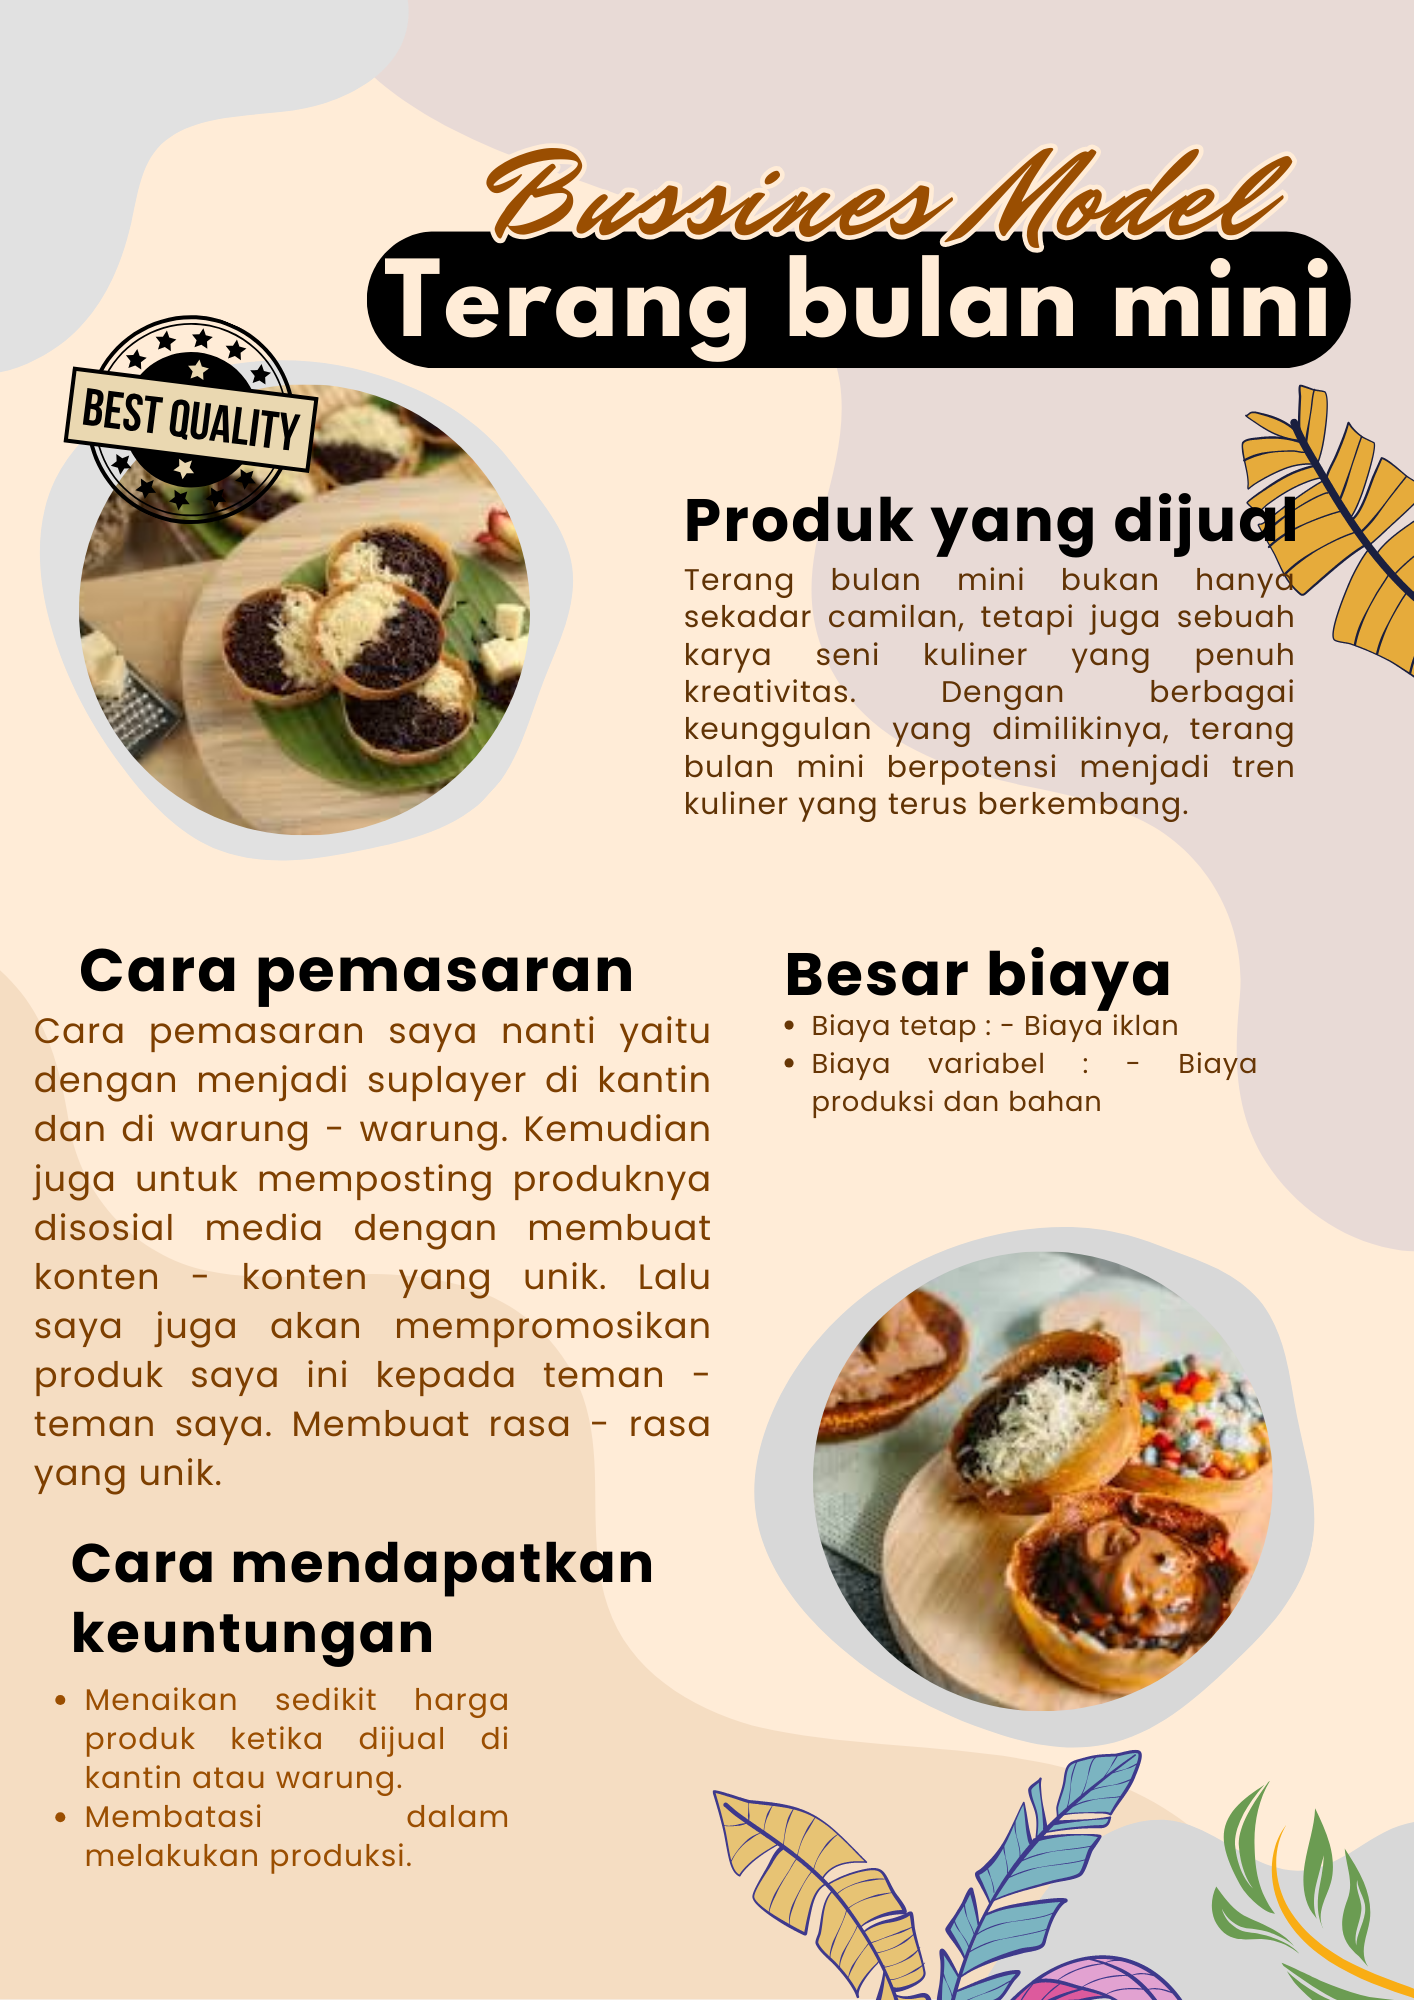 Bussines Model
Terang bulan mini
BEST QUALITY
Produk yang dijual
Terang bulan mini bukan hanya
sekadar camilan, tetapi juga sebuah
karya seni kuliner yang penuh
kreativitas. Dengan berbagai
keunggulan yang dimilikinya, terang
bulan mini berpotensi menjadi tren
kuliner yang terus berkembang.
Cara pemasaran
Cara pemasaran saya nanti yaitu
dengan menjadi suplayer di kantin
dan di warung - warung. Kemudian
juga untuk memposting produknya
disosial media dengan membuat
konten - konten yang unik. Lalu
saya juga akan mempromosikan
produk saya ini kepada teman -
teman saya. Membuat rasa - rasa
yang unik.
Besar biaya
• Biaya tetap : - Biaya iklan
• Biaya variabel : - Biaya
produksi dan bahan
Cara mendapatkan
keuntungan
• Menaikan sedikit harga
produk ketika dijual di
kantin atau warung.
• Membatasi dalam
melakukan produksi.